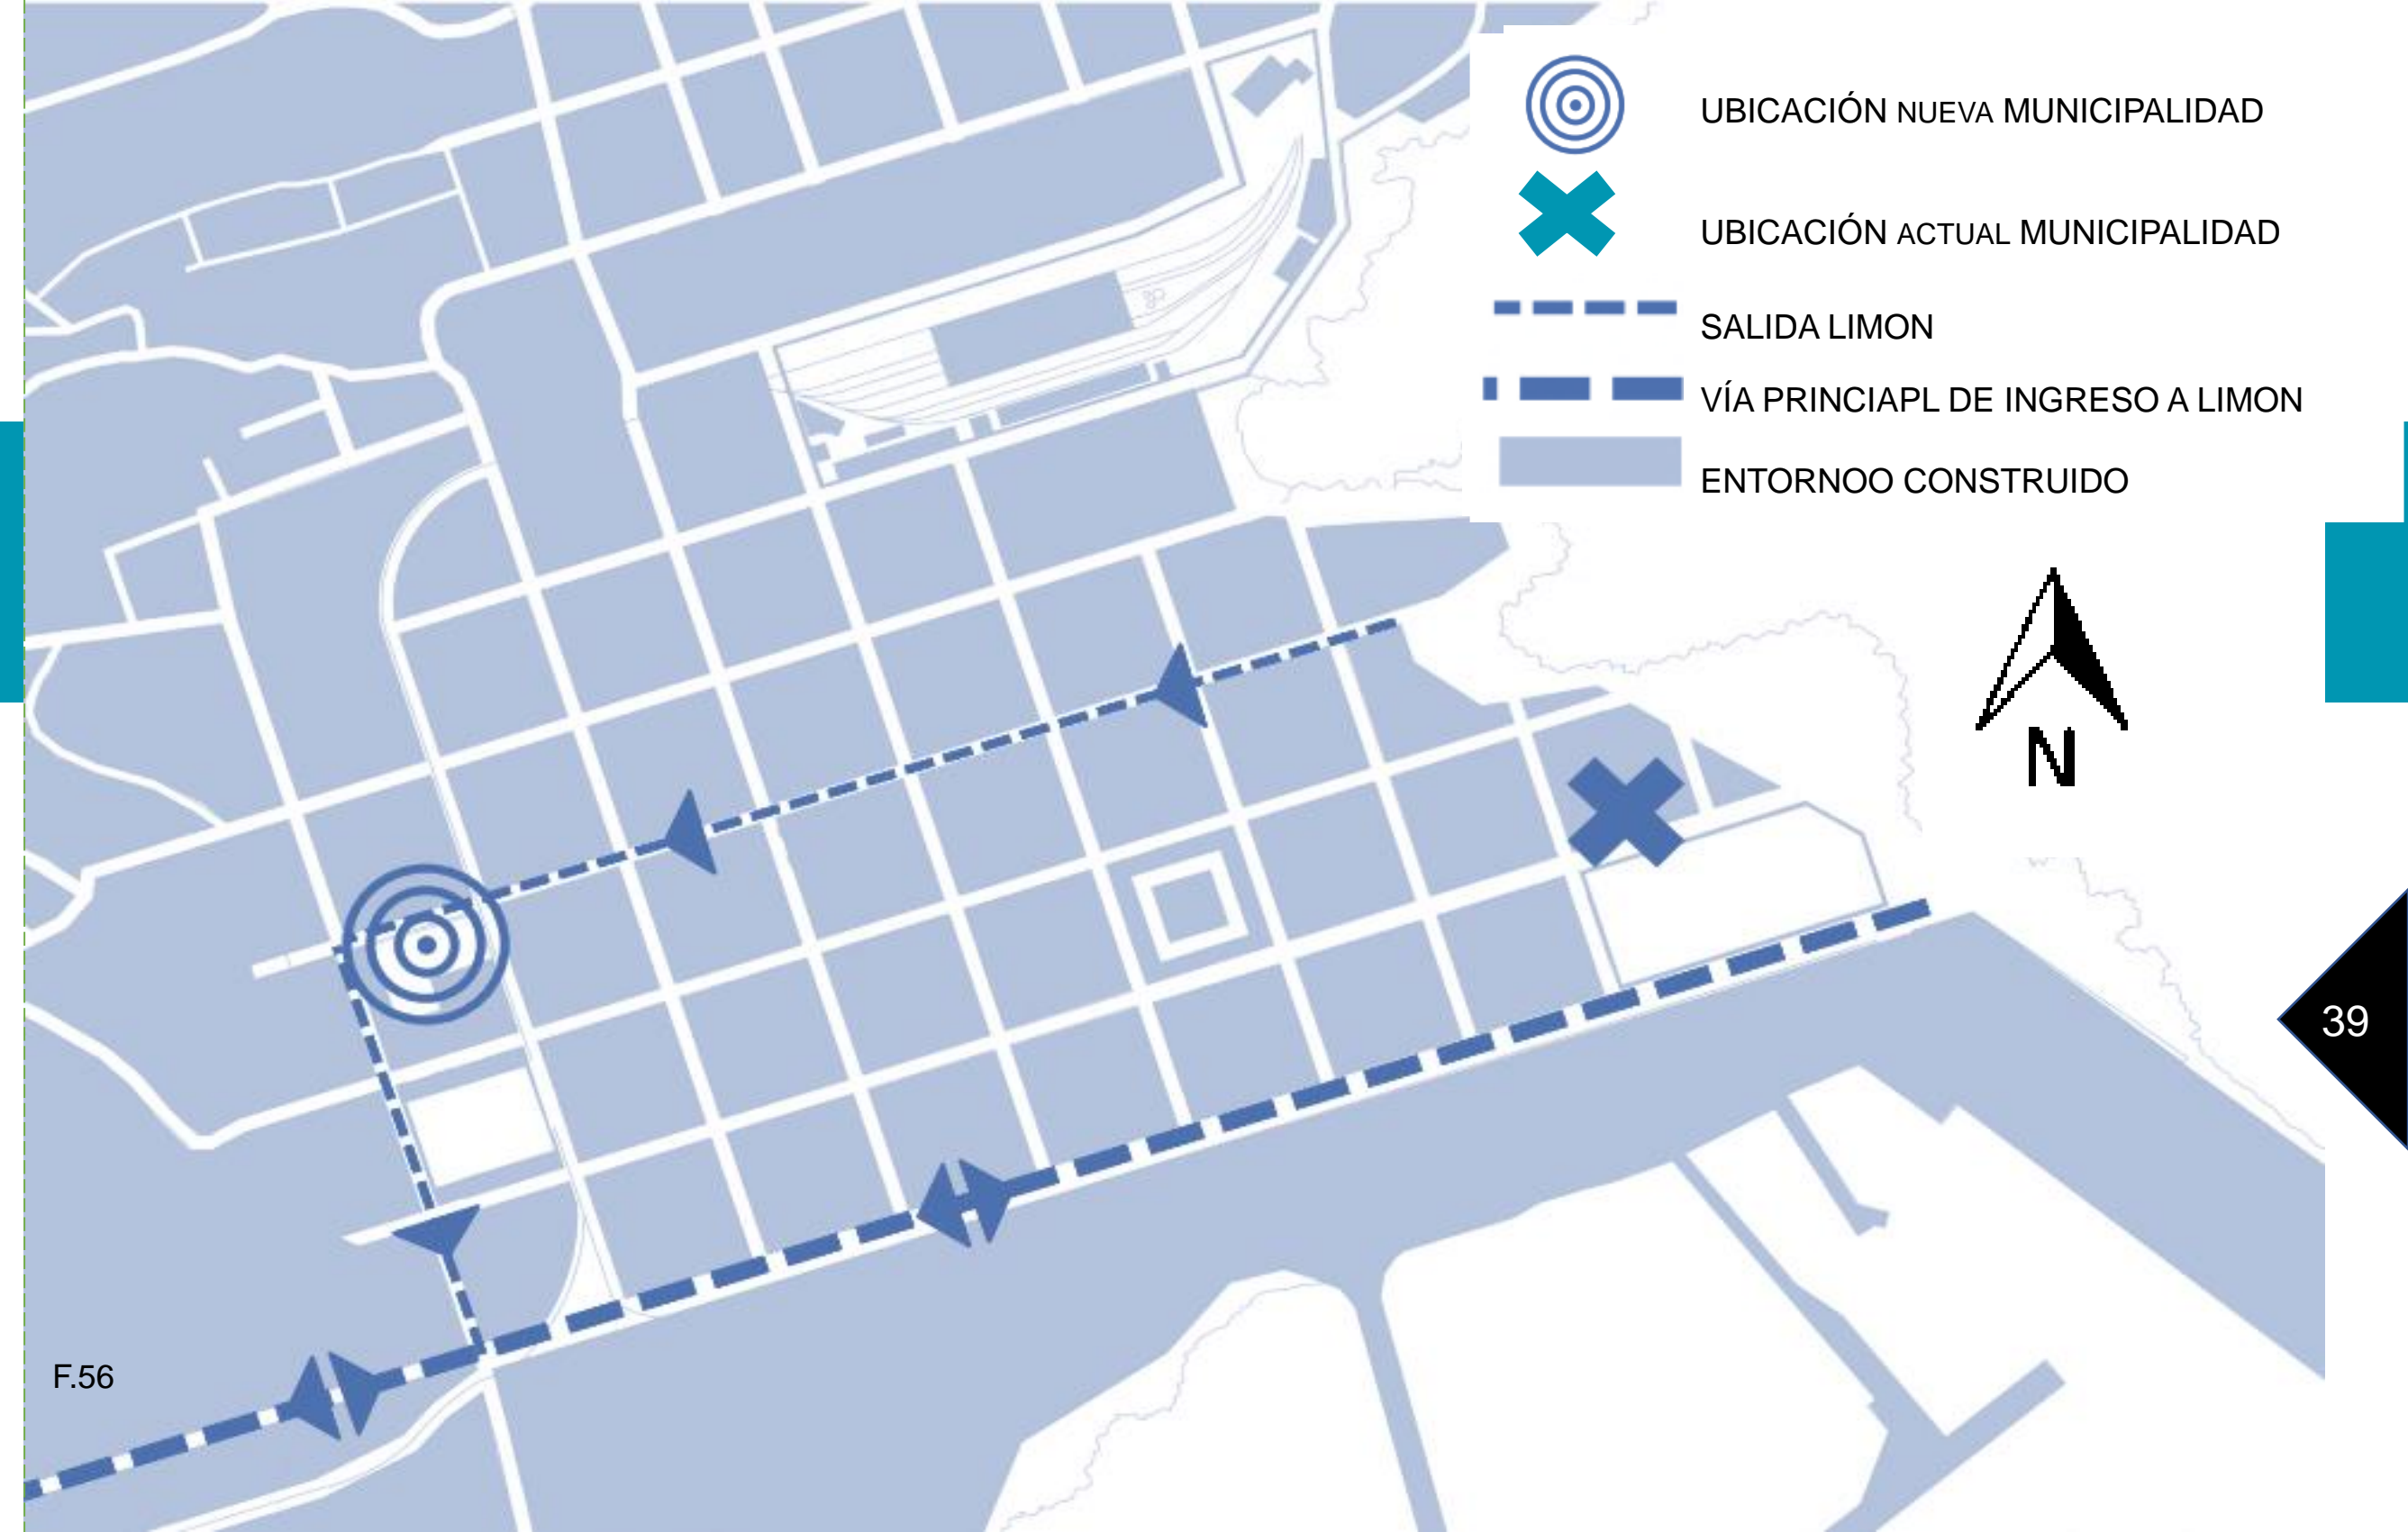 UBICACIÓN NUEVA MUNICIPALIDAD
UBICACIÓN ACTUAL MUNICIPALIDAD
SALIDA LIMON
VÍA PRINCIAPL DE INGRESO A LIMON
ENTORNOO CONSTRUIDO
N
39
F.56